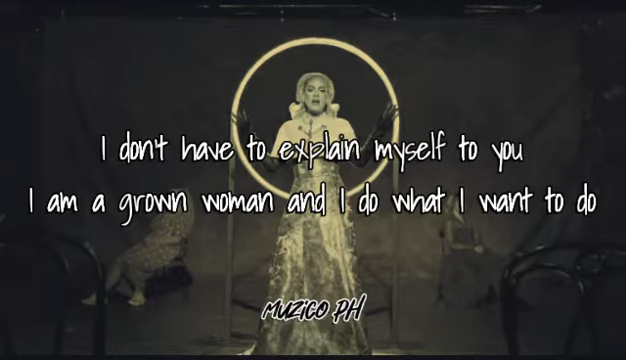 I don't have to explain myself to you
I am a grown woman and I do what I want to do
MUZICO PH